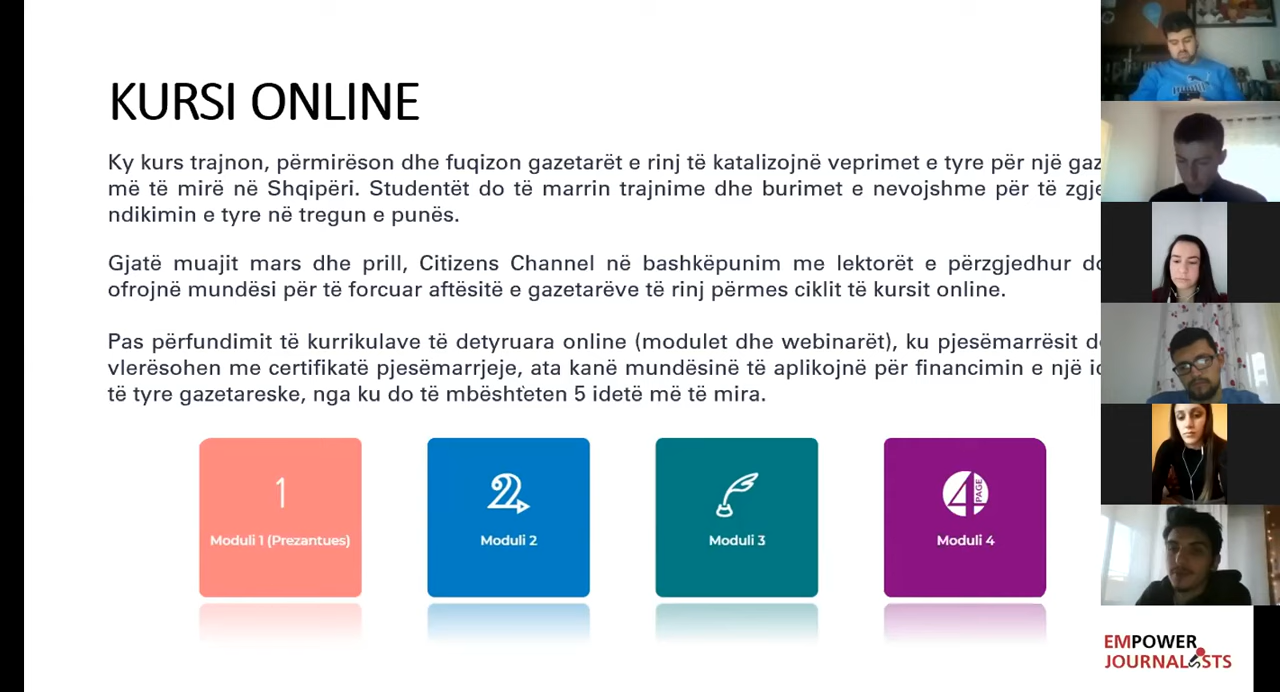 KURSI ONLINE
Ky kurs trajnon, përmirëson dhe fuqizon gazetarët e rinj të katalizojnë veprimet e tyre për një
më të mirë në Shqipëri. Studentët do të marrin trajnime dhe burimet e nevojshme për të
ndikimin e tyre në tregun e punës.
Gjatë muajit mars dhe prill, Citizens Channel në bashkëpunim me lektorët e përzgjedhur
ofrojnë mundësi për të forcuar aftësitë e gazetarëve të rinj përmes ciklit të kursit online.
Pas përfundimit të kurrikulave të detyruara online (modulet dhe webinarët), ku pjesëmarrësit
vlerësohen me certifikatë pjesëmarrjeje, ata kanë mundësinë të aplikojnë për financimin e një
të tyre gazetareske, nga ku do të mbështeten 5 idetë më të mira.
1
Moduli 1 (Prezantues)
2
Moduli 2
Moduli 3
4 PAGE
Moduli 4
EMPOWER
JOURNALISTS